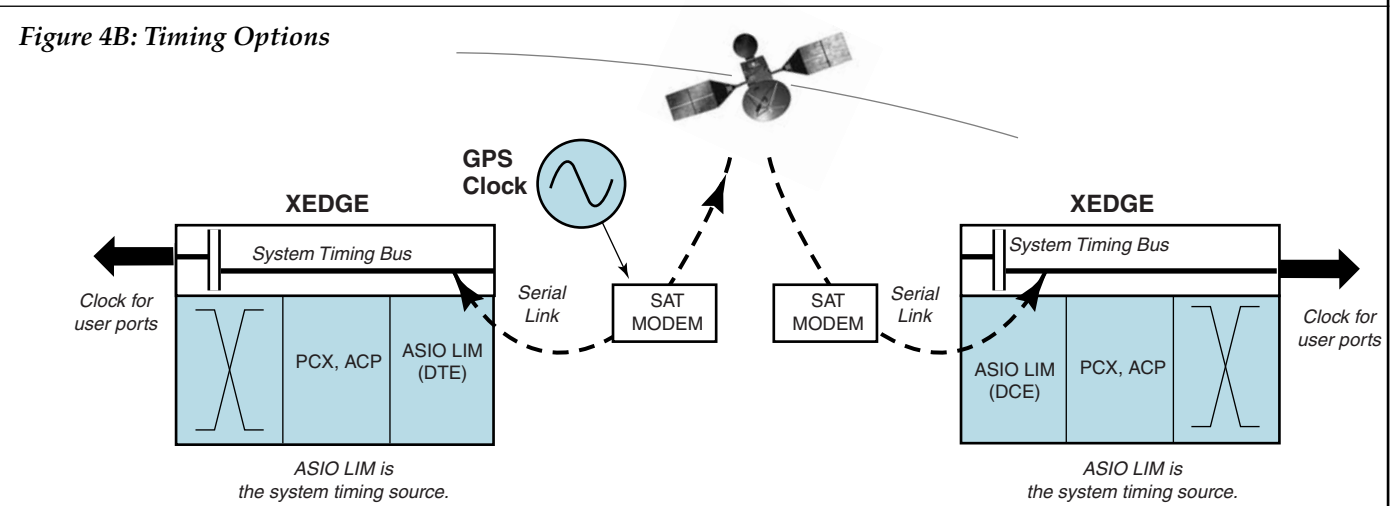 Figure 4B: Timing Options
GPS
Clock
XEDGE
System Timing Bus
Clock for
user ports
PCX, ACP
ASIO LIM
(DTE)
Serial
Link
SAT
MODEM
ASIO LIM is
the system timing source.
SAT
MODEM
Serial
Link
XEDGE
System Timing Bus
Clock for
user ports
ASIO LIM
(DCE)
PCX, ACP
ASIO LIM is
the system timing source.